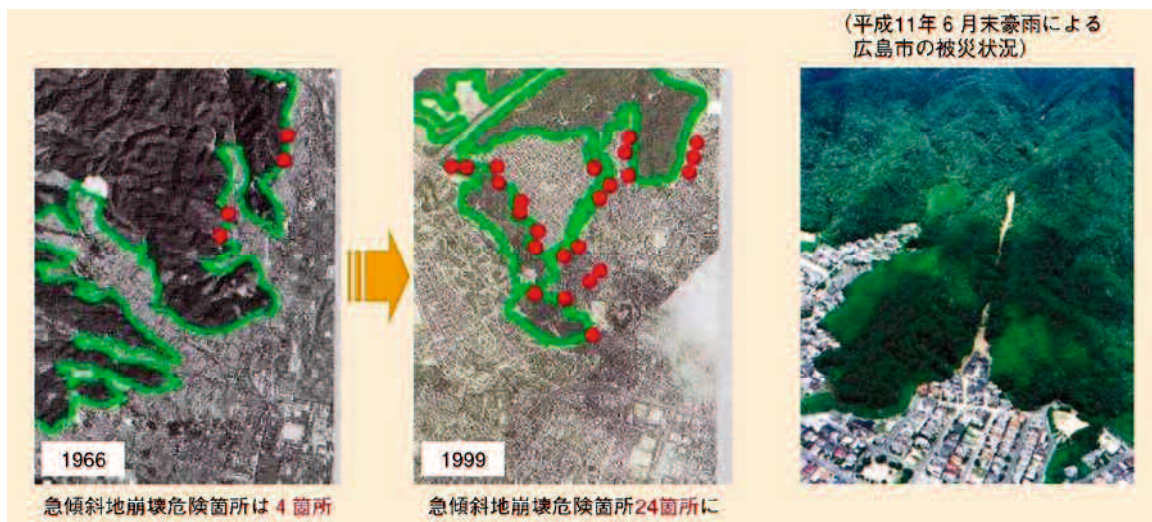 （平成11年６月末豪雨による
広島市の被災状況）
1966
1999
急傾斜地崩壊危険箇所は４箇所
急傾斜地崩壊危険箇所24箇所に